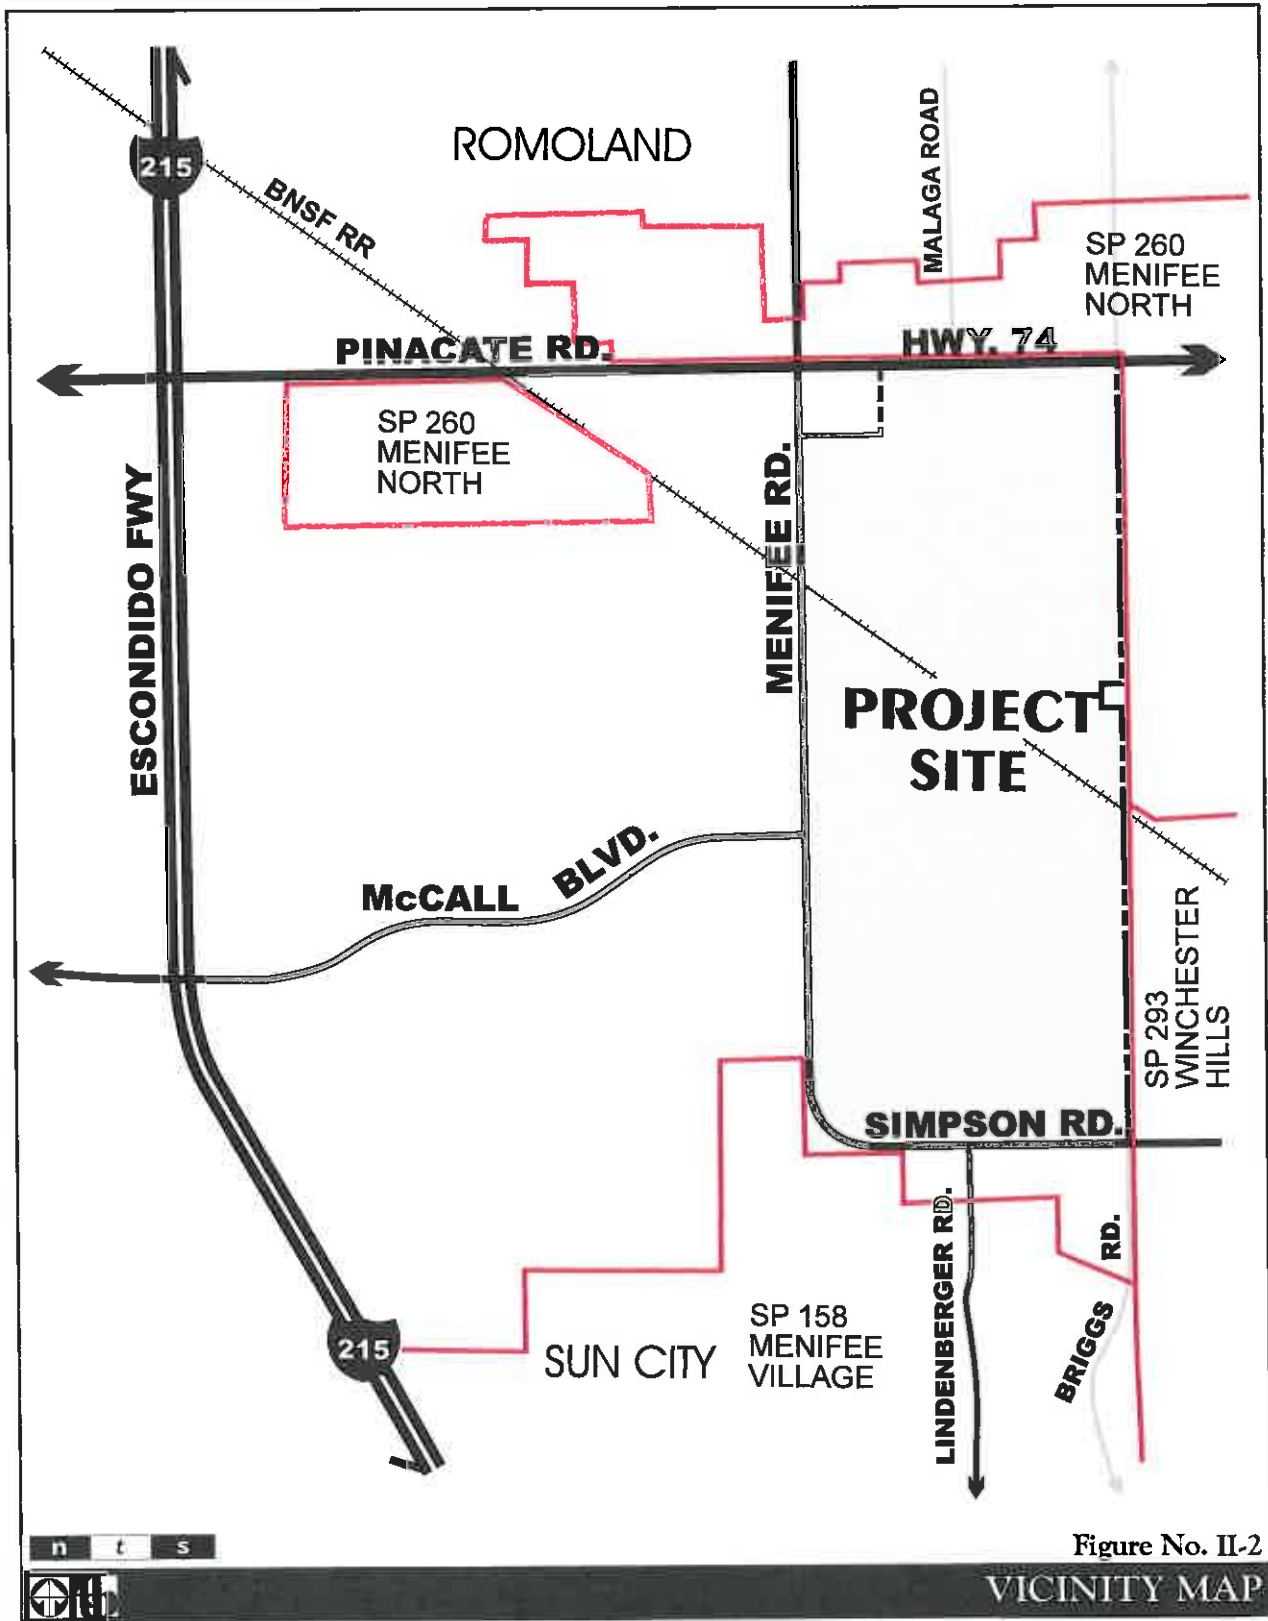 215
ROMOLAND
BNSF RR
MALAGA ROAD
SP 260
MENIFEE
NORTH
PINACATE RD.
HWY. 74
SP 260
MENIFEE
NORTH
ESCONDIDO FWY
MENIFEE RD.
PROJECT
SITE
McCALL BLVD.
SP 293
WINCHESTER
HILLS
SIMPSON RD.
LINDENBERGER RD.
BRIGGS RD.
215
SUN CITY
SP 158
MENIFEE
VILLAGE
n t s
Figure No. II-2
VICINITY MAP